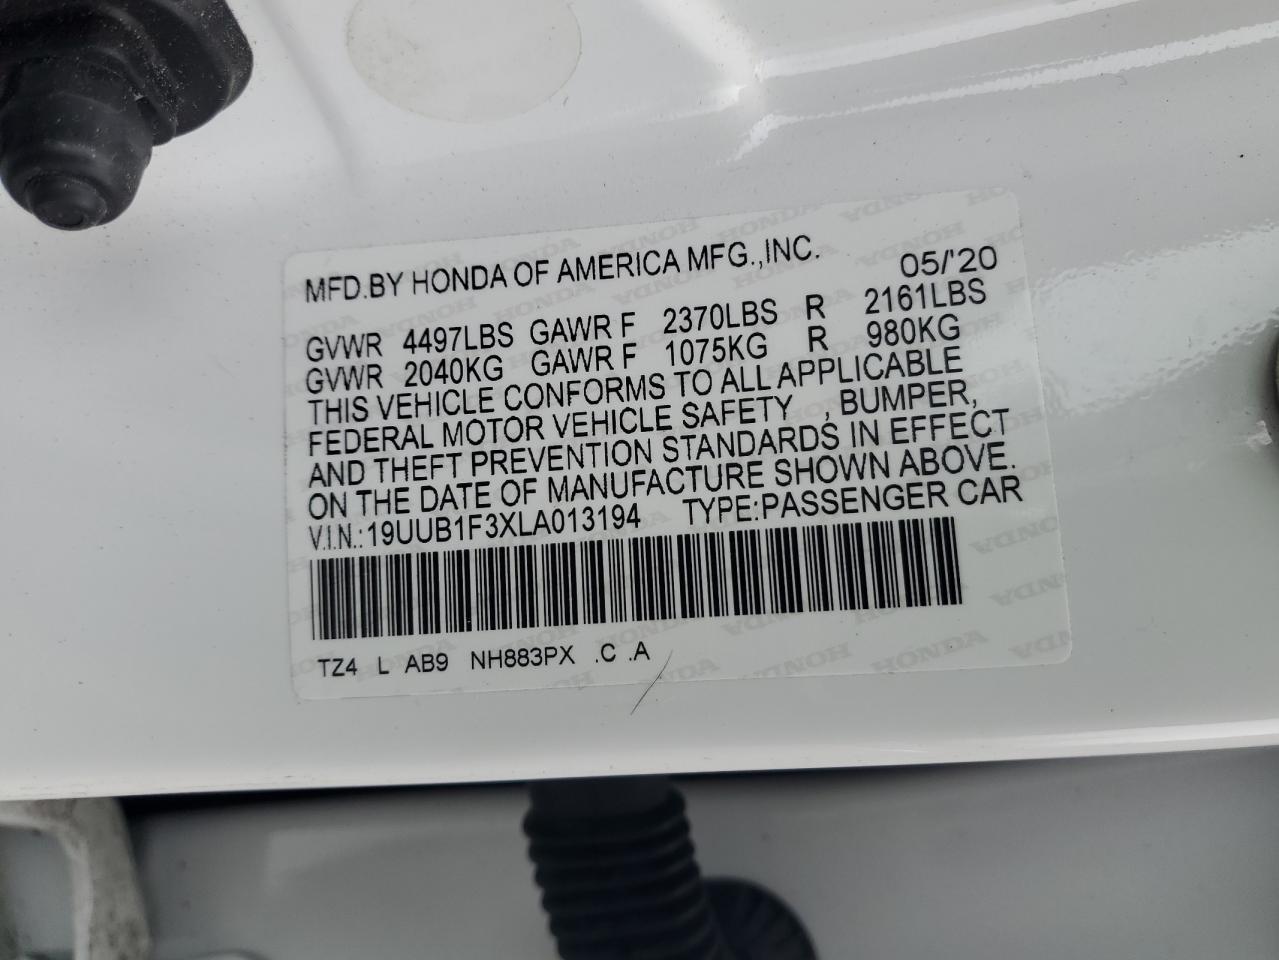 MFD.BY HONDA OF AMERICA MFG.,INC. 05/'20
GVWR 4497LBS GAWR F 2370LBS R 2161LBS
GVWR 2040KG GAWR F 1075KG R 980KG
THIS VEHICLE CONFORMS TO ALL APPLICABLE
FEDERAL MOTOR VEHICLE SAFETY , BUMPER,
AND THEFT PREVENTION STANDARDS IN EFFECT
ON THE DATE OF MANUFACTURE SHOWN ABOVE.
V.I.N.:19UUB1F3XLA013194 TYPE:PASSENGER CAR
TZ4 L AB9 NH883PX .C .A